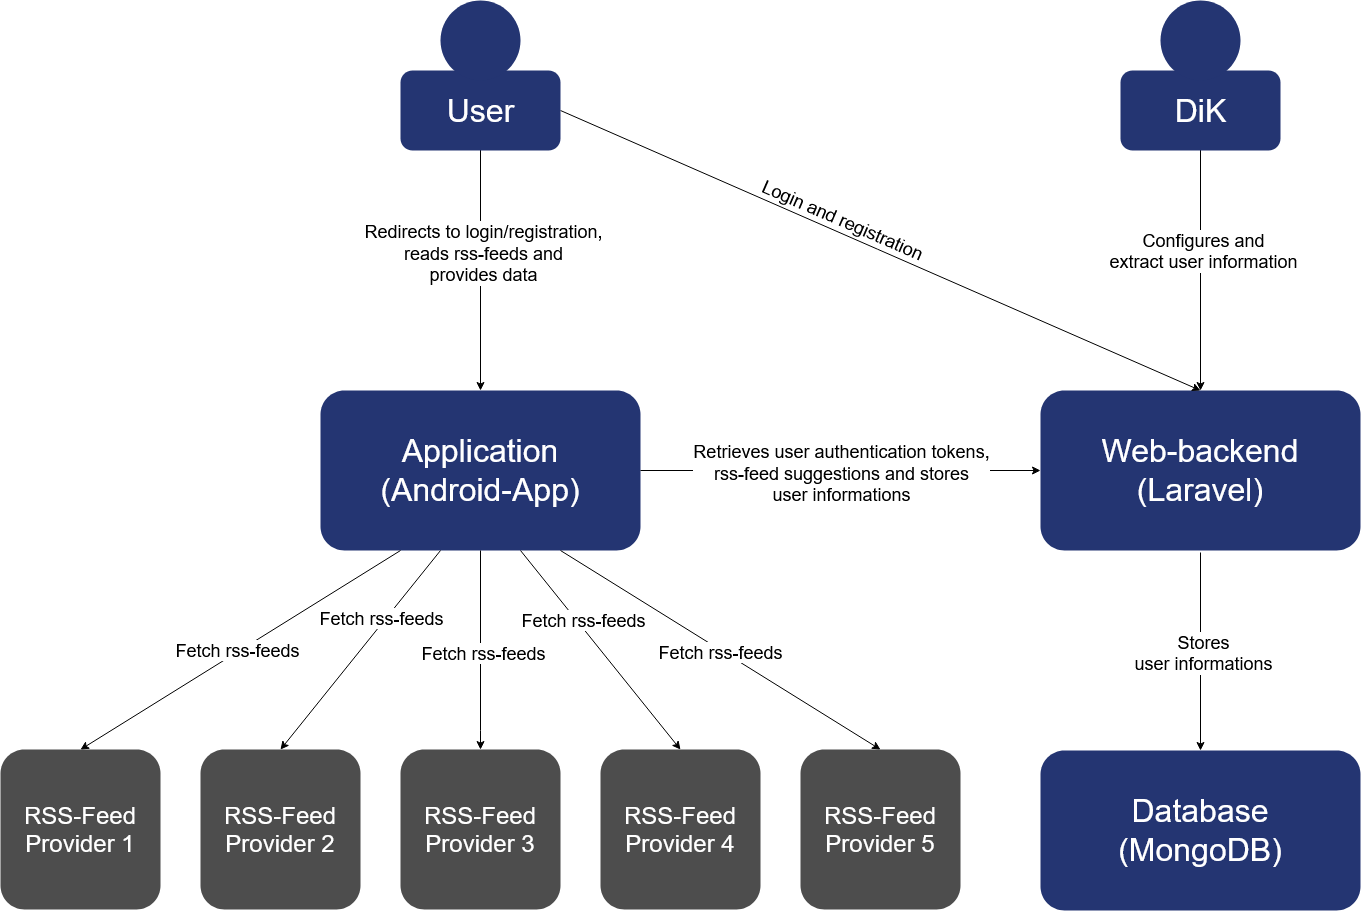 User
DiK
Login and registration
Redirects to login/registration,
reads rss-feeds and
provides data
Configures and
extract user information
Application
(Android-App)
Retrieves user authentication tokens,
rss-feed suggestions and stores
user informations
Web-backend
(Laravel)
Fetch rss-feeds
Fetch rss-feeds
Fetch rss-feeds
Fetch rss-feeds
Fetch rss-feeds
Stores
user informations
RSS-Feed
Provider 1
RSS-Feed
Provider 2
RSS-Feed
Provider 3
RSS-Feed
Provider 4
RSS-Feed
Provider 5
Database
(MongoDB)